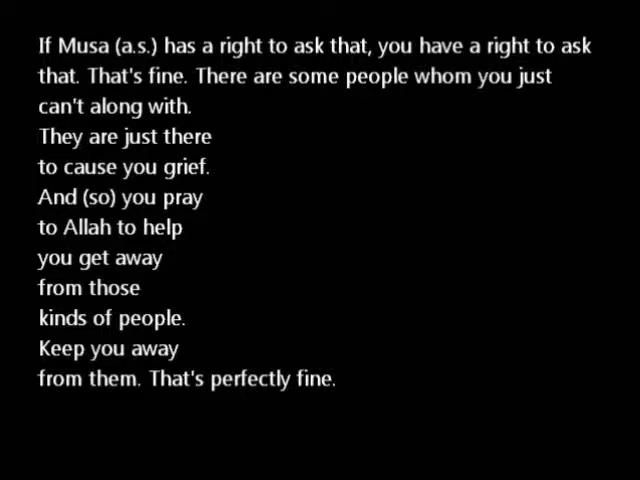 If Musa (a.s.) has a right to ask that, you have a right to ask
that. That's fine. There are some people whom you just
can't along with.
They are just there
to cause you grief.
And (so) you pray
to Allah to help
you get away
from those
kinds of people.
Keep you away
from them. That's perfectly fine.